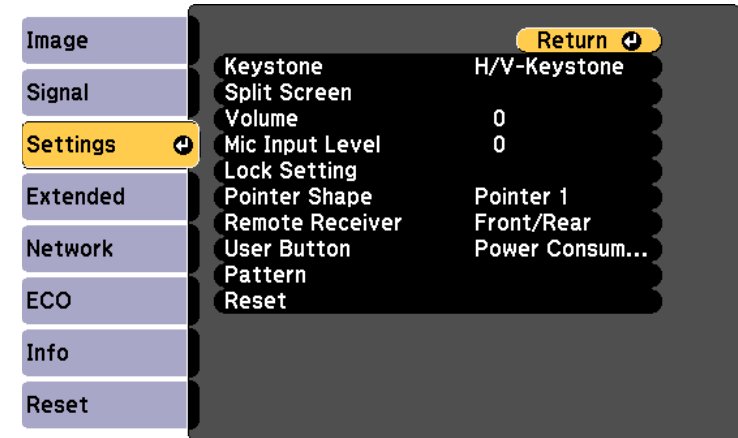 Image
Signal
Settings
Extended
Network
ECO
Info
Reset
Return
Keystone H/V-Keystone
Split Screen
Volume 0
Mic Input Level 0
Lock Setting
Pointer Shape Pointer 1
Remote Receiver Front/Rear
User Button Power Consum...
Pattern
Reset